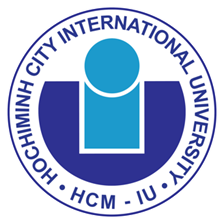 HOCHIMINH CITY INTERNATIONAL UNIVERSITY
• HCM - IU •